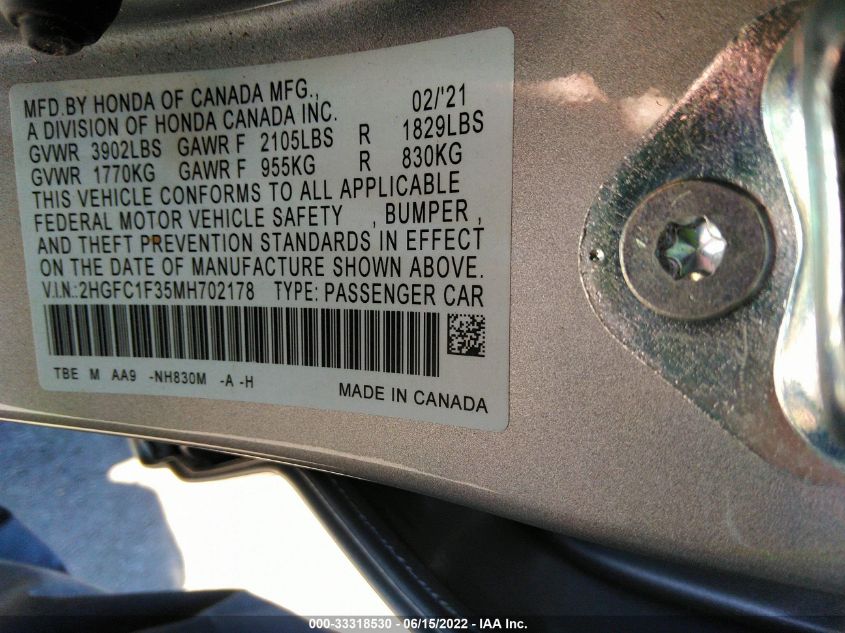 MFD.BY HONDA OF CANADA MFG., 02/'21
A DIVISION OF HONDA CANADA INC.
GVWR 3902LBS GAWR F 2105LBS R 1829LBS
GVWR 1770KG GAWR F 955KG R 830KG
THIS VEHICLE CONFORMS TO ALL APPLICABLE
FEDERAL MOTOR VEHICLE SAFETY , BUMPER ,
AND THEFT PREVENTION STANDARDS IN EFFECT
ON THE DATE OF MANUFACTURE SHOWN ABOVE.
V.I.N.:2HGFC1F35MH702178 TYPE: PASSENGER CAR
TBE M AA9 -NH830M -A -H
MADE IN CANADA
000-33318530 - 06/15/2022 - IAA Inc.